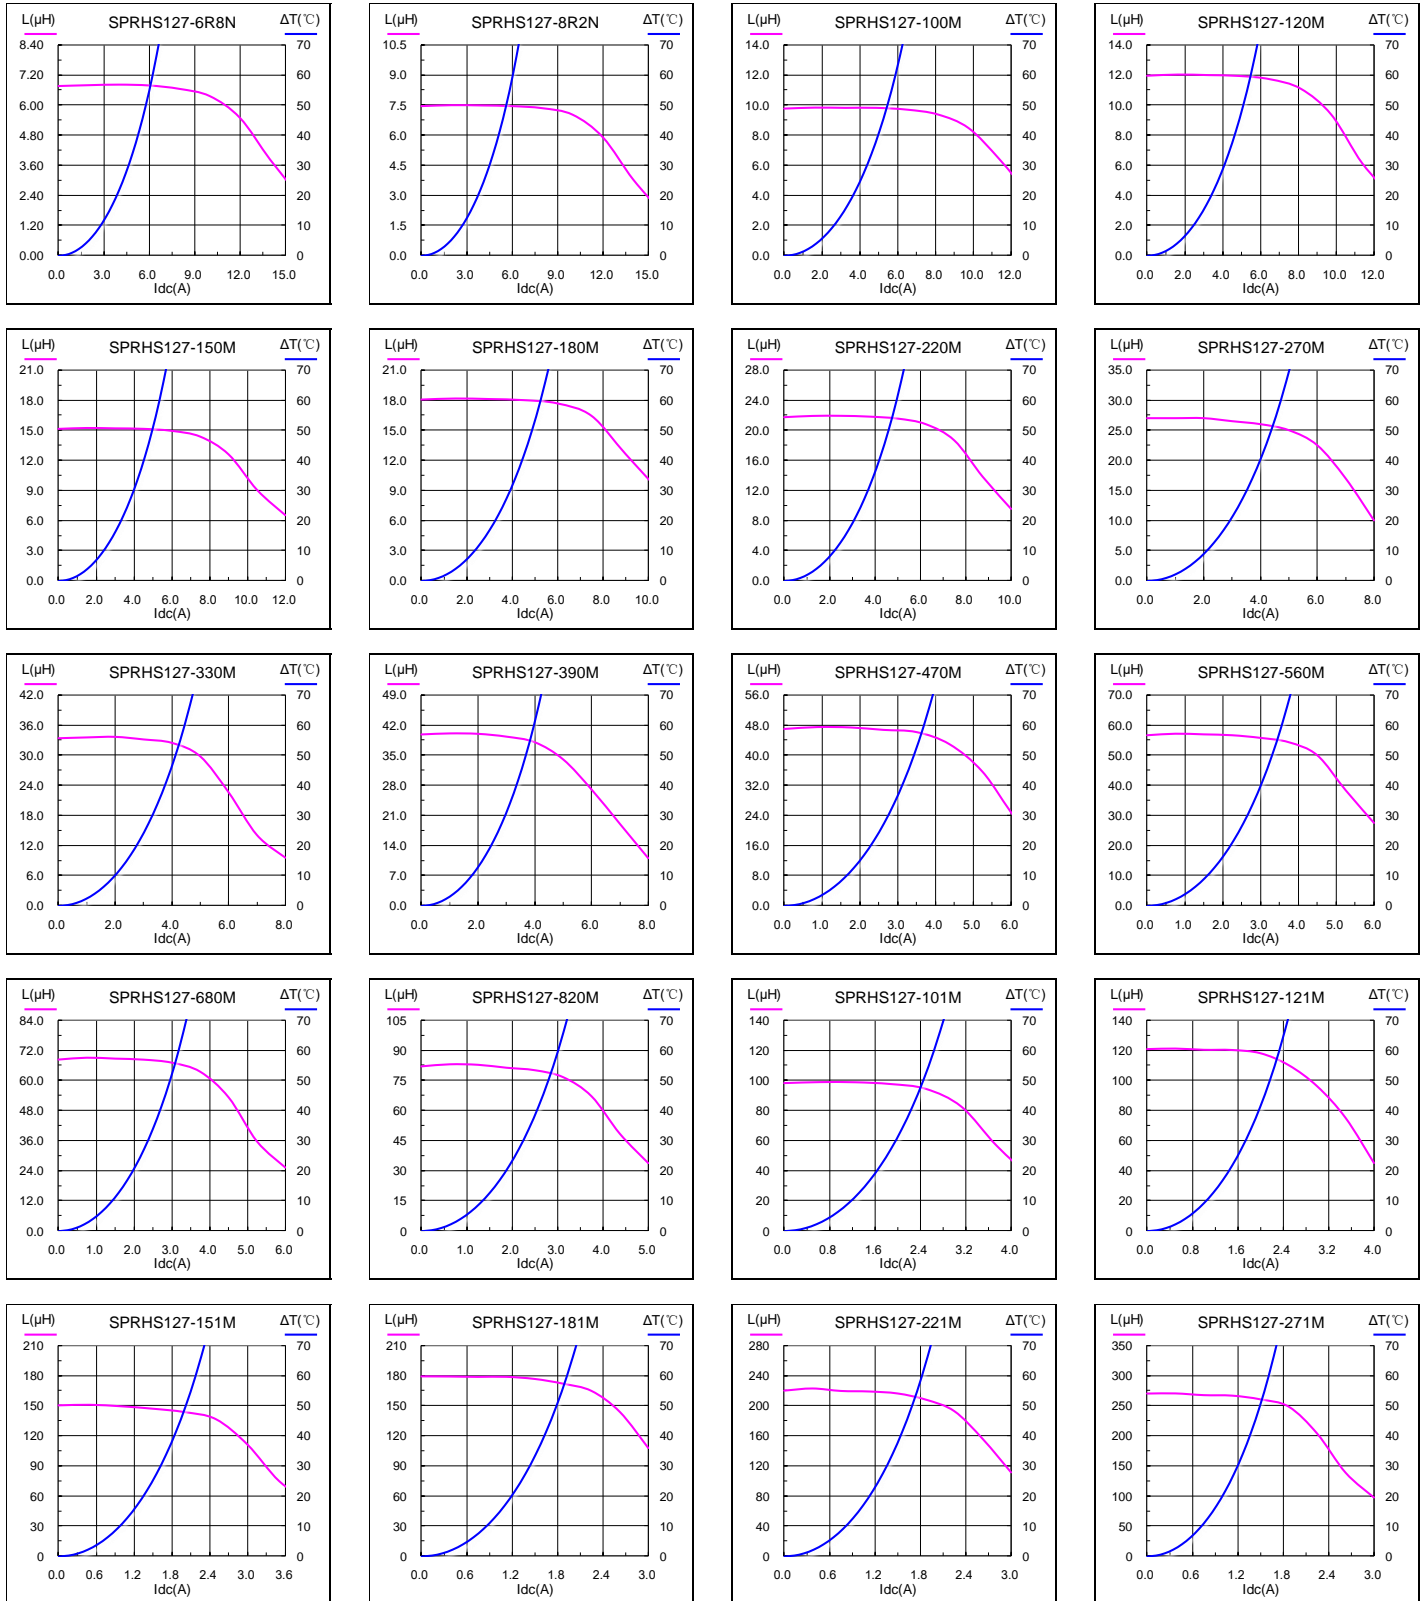 L(μH) SPRHS127-6R8N ΔT(℃)
8.40 70
7.20 60
6.00 50
4.80 40
3.60 30
2.40 20
1.20 10
0.00 0
0.0 3.0 6.0 9.0 12.0 15.0
Idc(A)
L(μH) SPRHS127-8R2N ΔT(℃)
10.5 70
9.0 60
7.5 50
6.0 40
4.5 30
3.0 20
1.5 10
0.0 0
0.0 3.0 6.0 9.0 12.0 15.0
Idc(A)
L(μH) SPRHS127-100M ΔT(℃)
14.0 70
12.0 60
10.0 50
8.0 40
6.0 30
4.0 20
2.0 10
0.0 0
0.0 2.0 4.0 6.0 8.0 10.0 12.0
Idc(A)
L(μH) SPRHS127-120M ΔT(℃)
14.0 70
12.0 60
10.0 50
8.0 40
6.0 30
4.0 20
2.0 10
0.0 0
0.0 2.0 4.0 6.0 8.0 10.0 12.0
Idc(A)
L(μH) SPRHS127-150M ΔT(℃)
21.0 70
18.0 60
15.0 50
12.0 40
9.0 30
6.0 20
3.0 10
0.0 0
0.0 2.0 4.0 6.0 8.0 10.0 12.0
Idc(A)
L(μH) SPRHS127-180M ΔT(℃)
21.0 70
18.0 60
15.0 50
12.0 40
9.0 30
6.0 20
3.0 10
0.0 0
0.0 2.0 4.0 6.0 8.0 10.0
Idc(A)
L(μH) SPRHS127-220M ΔT(℃)
28.0 70
24.0 60
20.0 50
16.0 40
12.0 30
8.0 20
4.0 10
0.0 0
0.0 2.0 4.0 6.0 8.0 10.0
Idc(A)
L(μH) SPRHS127-270M ΔT(℃)
35.0 70
30.0 60
25.0 50
20.0 40
15.0 30
10.0 20
5.0 10
0.0 0
0.0 2.0 4.0 6.0 8.0
Idc(A)
L(μH) SPRHS127-330M ΔT(℃)
42.0 70
36.0 60
30.0 50
24.0 40
18.0 30
12.0 20
6.0 10
0.0 0
0.0 2.0 4.0 6.0 8.0
Idc(A)
L(μH) SPRHS127-390M ΔT(℃)
49.0 70
42.0 60
35.0 50
28.0 40
21.0 30
14.0 20
7.0 10
0.0 0
0.0 2.0 4.0 6.0 8.0
Idc(A)
L(μH) SPRHS127-470M ΔT(℃)
56.0 70
48.0 60
40.0 50
32.0 40
24.0 30
16.0 20
8.0 10
0.0 0
0.0 1.0 2.0 3.0 4.0 5.0 6.0
Idc(A)
L(μH) SPRHS127-560M ΔT(℃)
70.0 70
60.0 60
50.0 50
40.0 40
30.0 30
20.0 20
10.0 10
0.0 0
0.0 1.0 2.0 3.0 4.0 5.0 6.0
Idc(A)
L(μH) SPRHS127-680M ΔT(℃)
84.0 70
72.0 60
60.0 50
48.0 40
36.0 30
24.0 20
12.0 10
0.0 0
0.0 1.0 2.0 3.0 4.0 5.0 6.0
Idc(A)
L(μH) SPRHS127-820M ΔT(℃)
105 70
90 60
75 50
60 40
45 30
30 20
15 10
0 0
0.0 1.0 2.0 3.0 4.0 5.0
Idc(A)
L(μH) SPRHS127-101M ΔT(℃)
140 70
120 60
100 50
80 40
60 30
40 20
20 10
0 0
0.0 0.8 1.6 2.4 3.2 4.0
Idc(A)
L(μH) SPRHS127-121M ΔT(℃)
140 70
120 60
100 50
80 40
60 30
40 20
20 10
0 0
0.0 0.8 1.6 2.4 3.2 4.0
Idc(A)
L(μH) SPRHS127-151M ΔT(℃)
210 70
180 60
150 50
120 40
90 30
60 20
30 10
0 0
0.0 0.6 1.2 1.8 2.4 3.0 3.6
Idc(A)
L(μH) SPRHS127-181M ΔT(℃)
210 70
180 60
150 50
120 40
90 30
60 20
30 10
0 0
0.0 0.6 1.2 1.8 2.4 3.0
Idc(A)
L(μH) SPRHS127-221M ΔT(℃)
280 70
240 60
200 50
160 40
120 30
80 20
40 10
0 0
0.0 0.6 1.2 1.8 2.4 3.0
Idc(A)
L(μH) SPRHS127-271M ΔT(℃)
350 70
300 60
250 50
200 40
150 30
100 20
50 10
0 0
0.0 0.6 1.2 1.8 2.4 3.0
Idc(A)